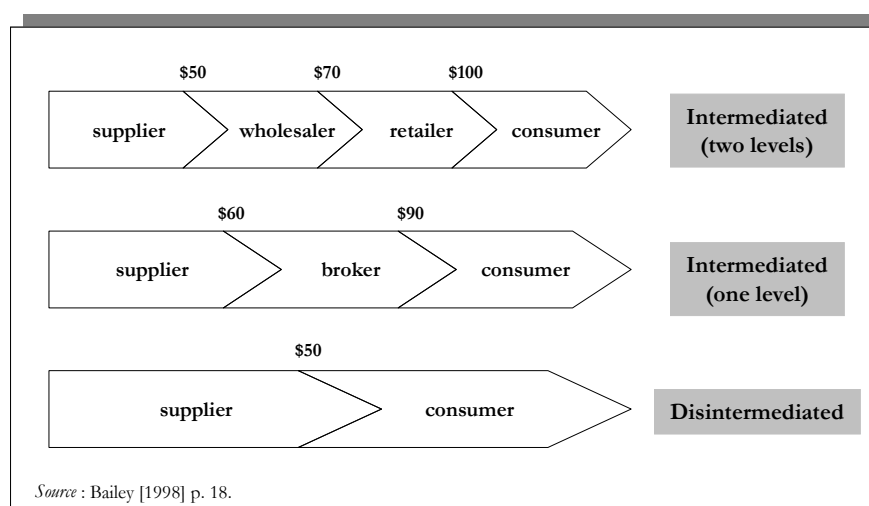 $50 $70 $100
supplier wholesaler retailer consumer
Intermediated
(two levels)
$60 $90
supplier broker consumer
Intermediated
(one level)
$50
supplier consumer
Disintermediated
Source : Bailey [1998] p. 18.